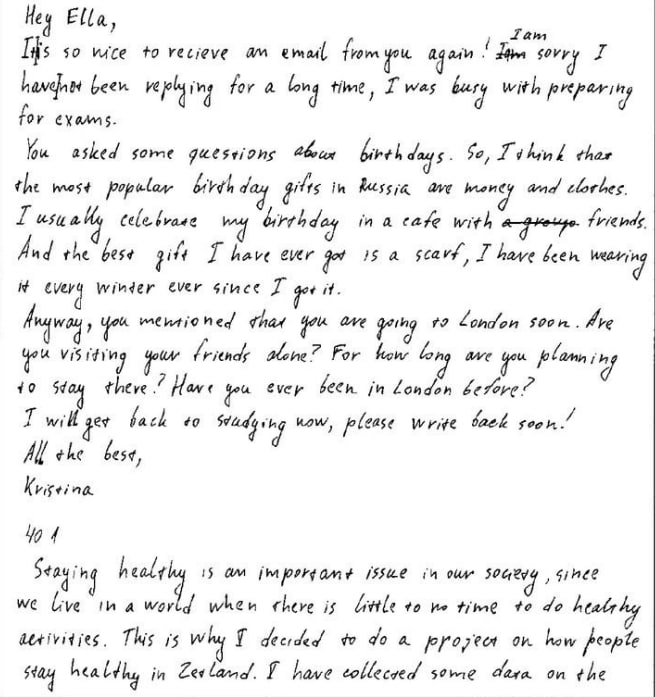 Hey Ella,
It's so nice to recieve an email from you again! I am sorry I
have not been replying for a long time, I was busy with preparing
for exams.
You asked some questions about birthdays. So, I think that
the most popular birthday gifts in Russia are money and clothes.
I usually celebrate my birthday in a cafe with friends.
And the best gift I have ever got is a scarf, I have been wearing
it every winter ever since I got it.
Anyway, you mentioned that you are going to London soon. Are
you visiting your friends alone? For how long are you planning
to stay there? Have you ever been in London before?
I will get back to studying now, please write back soon!
All the best,
Kristina
40 1
Staying healthy is an important issue in our society, since
we live in a world when there is little to no time to do healthy
activities. This is why I decided to do a project on how people
stay healthy in Zetland. I have collected some data on the